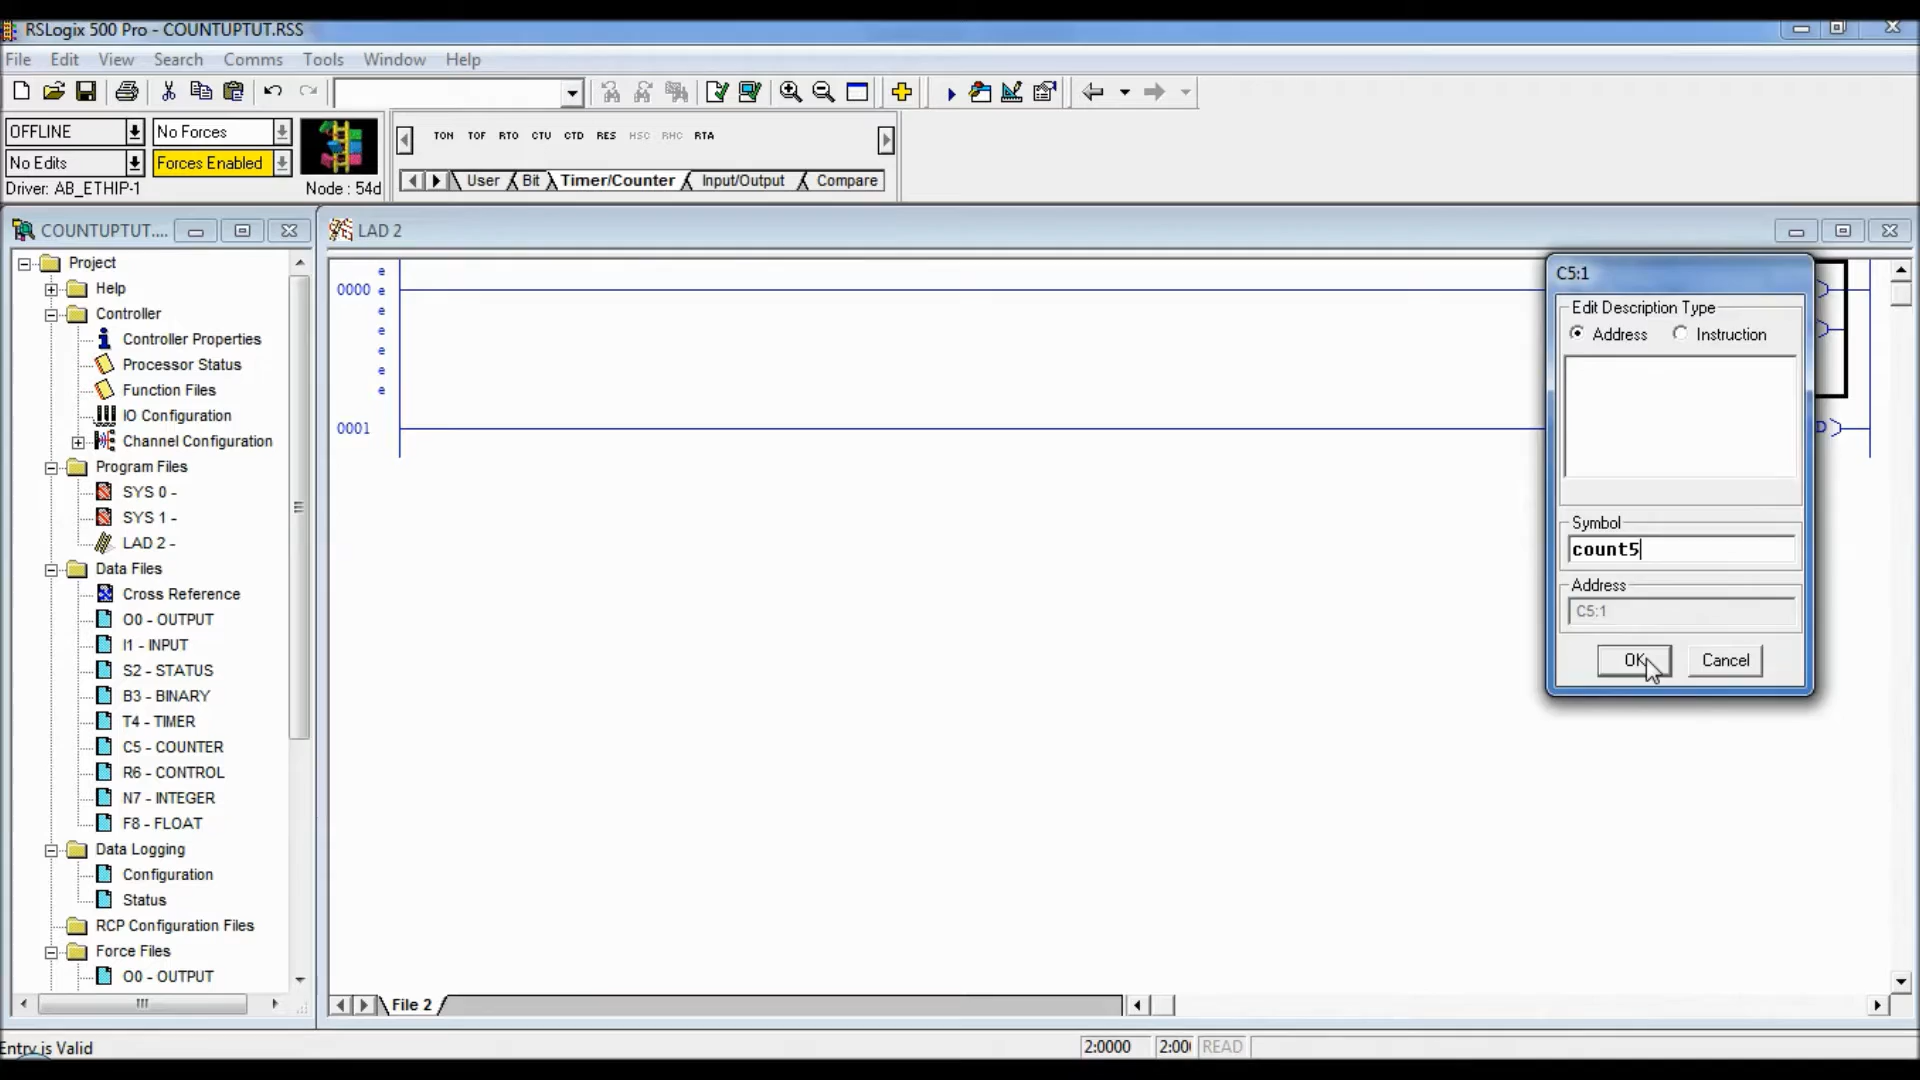 RSLogix 500 Pro - COUNTUPTUT.RSS
File Edit View Search Comms Tools Window Help
OFFLINE No Forces
TON TOF RTO CTU CTD RES HSC RHC RTA
No Edits Forces Enabled
Driver: AB_ETHIP-1 Node : 54d
User Bit Timer/Counter Input/Output Compare
COUNTUPTUT....
Project
Help
Controller
Controller Properties
Processor Status
Function Files
IO Configuration
Channel Configuration
Program Files
SYS 0 -
SYS 1 -
LAD 2 -
Data Files
Cross Reference
O0 - OUTPUT
I1 - INPUT
S2 - STATUS
B3 - BINARY
T4 - TIMER
C5 - COUNTER
R6 - CONTROL
N7 - INTEGER
F8 - FLOAT
Data Logging
Configuration
Status
RCP Configuration Files
Force Files
O0 - OUTPUT
LAD 2
e
0000 e
e
e
e
e
e
0001
D
File 2
C5:1
Edit Description Type
Address Instruction
Symbol
count5
Address
C5:1
OK Cancel
Entry is Valid
2:0000 2:00 READ